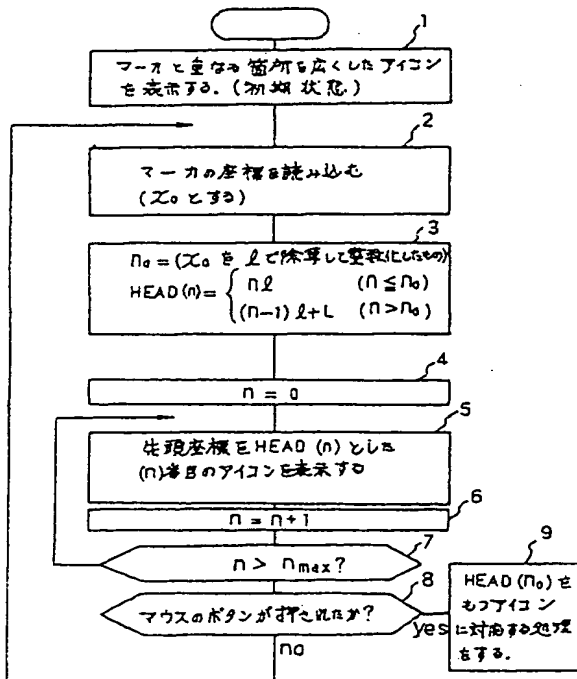 1
マーカと重なる箇所を広くしたアイコン
を表示する.(初期状態)
2
マーカの座標を読み込む
(x₀とする)
3
n₀=(x₀をℓで除算して整数化したもの)
HEAD(n)= { nℓ (n≦n₀)
(n-1)ℓ+L (n>n₀)
4
n = 0
5
先頭座標をHEAD(n)とした
(n)番目のアイコンを表示する
6
n = n+1
7
n > nmax?
8
マウスのボタンが押されたか?
yes
no
9
HEAD(n₀)を
もつアイコン
に対応する処理
をする.